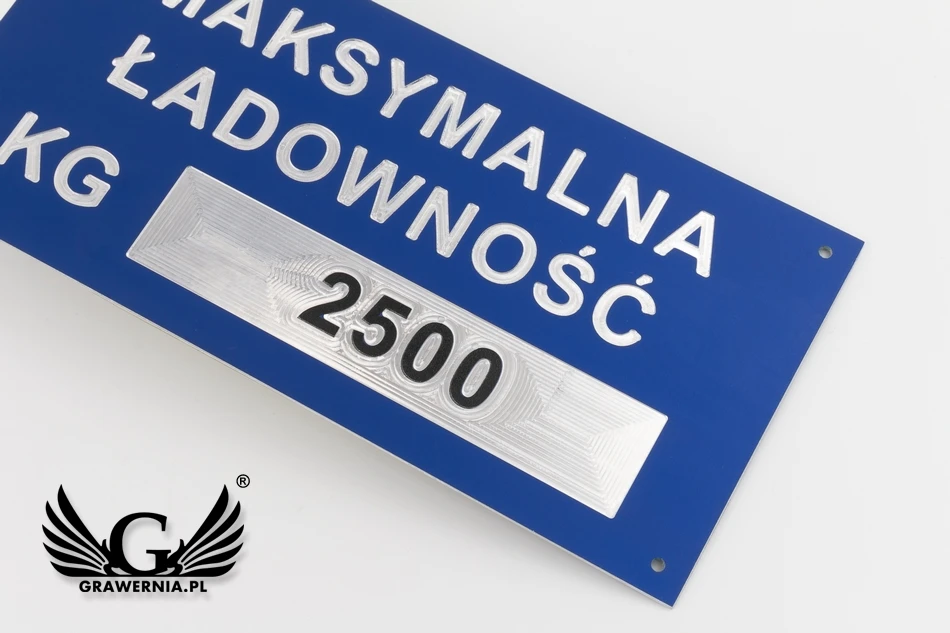 MAKSYMALNA
ŁADOWNOŚĆ
KG
2500
G
®
GRAWERNIA.PL